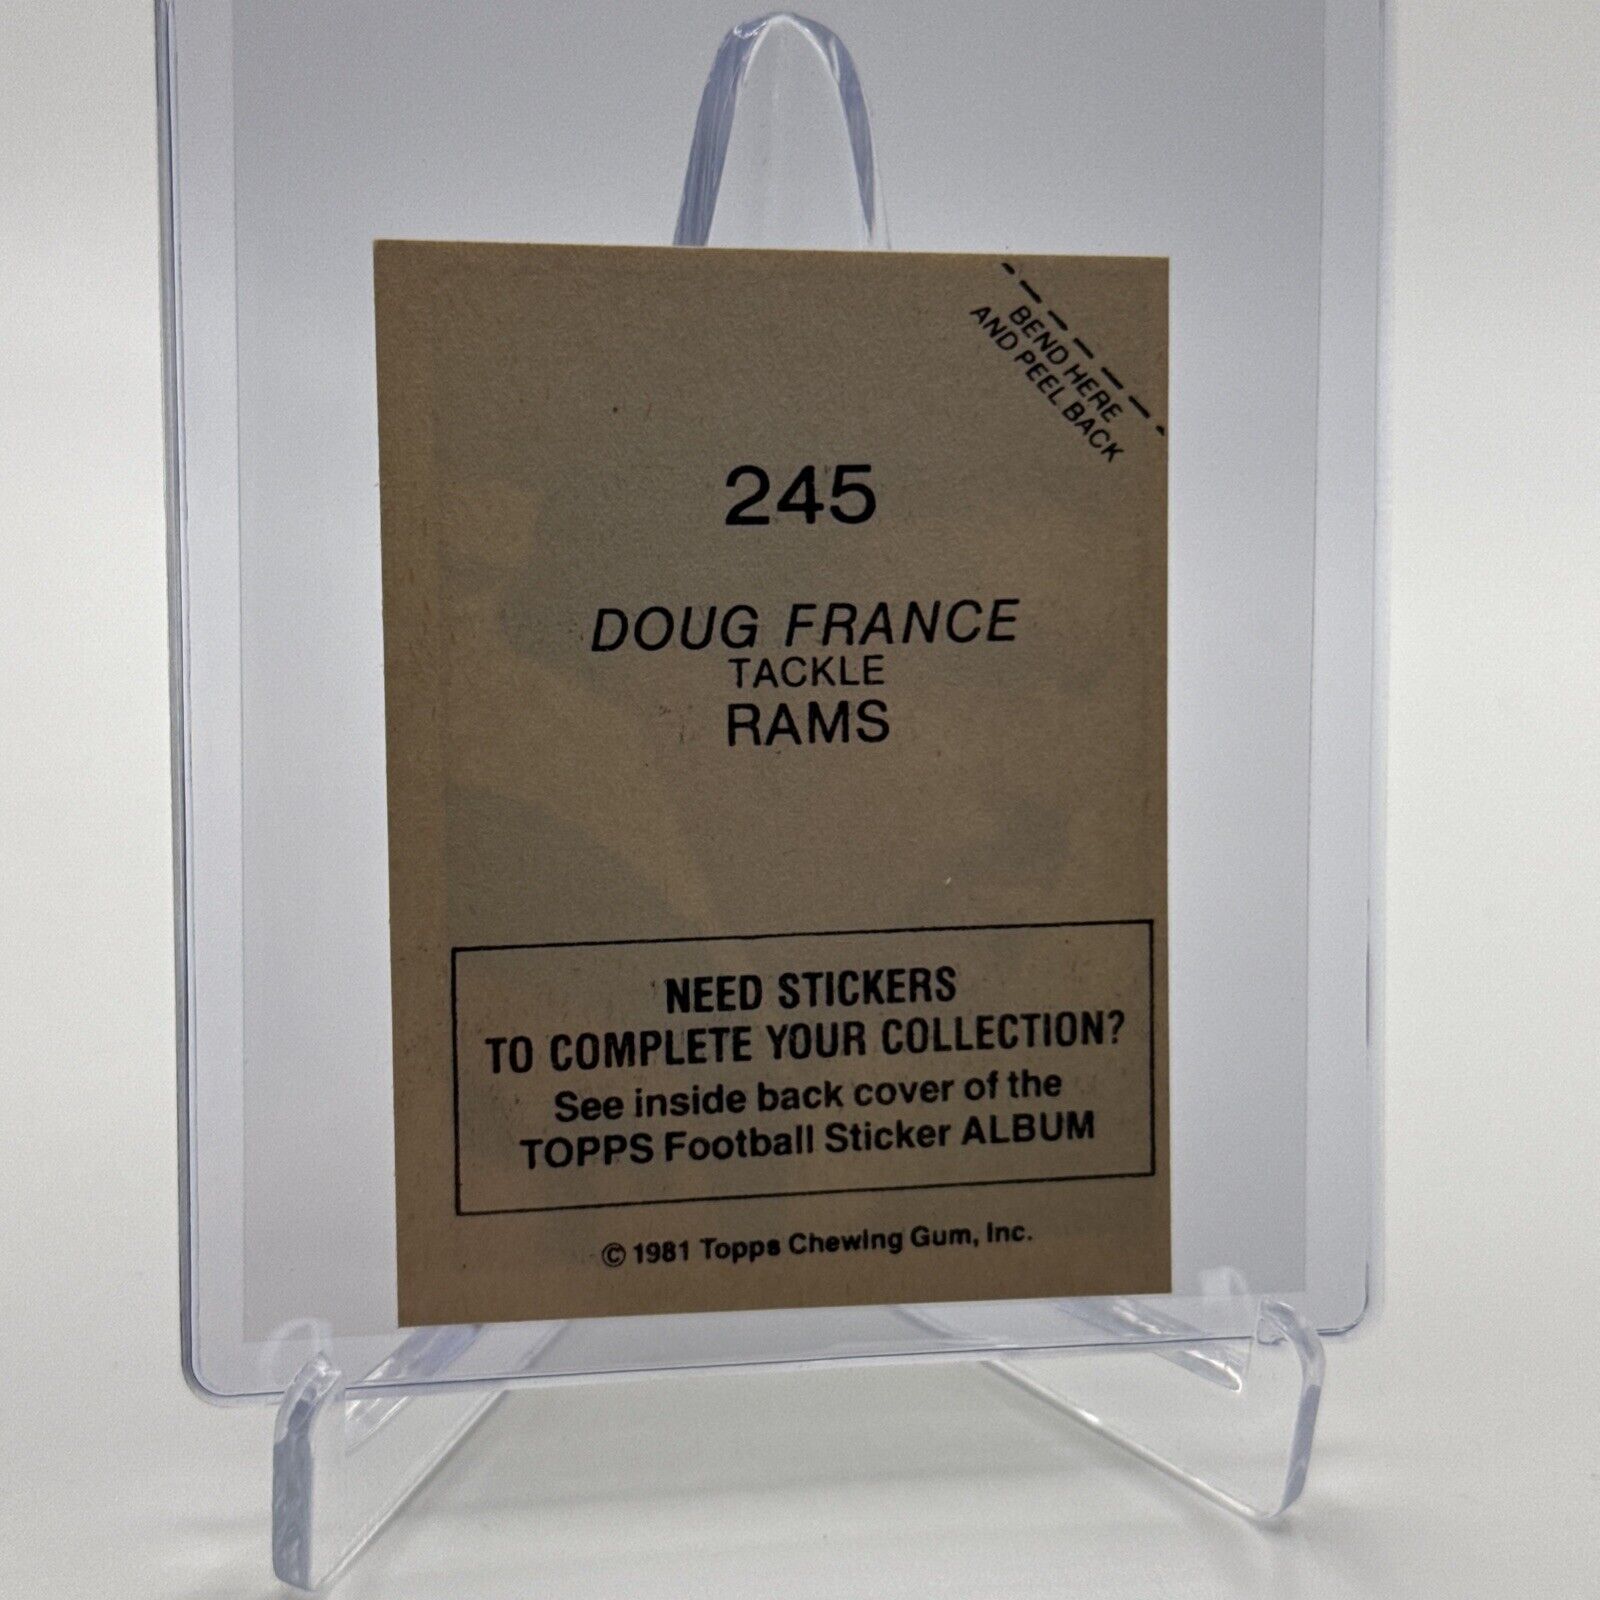 BEND HERE
AND PEEL BACK
245
DOUG FRANCE
TACKLE
RAMS
NEED STICKERS
TO COMPLETE YOUR COLLECTION?
See inside back cover of the
TOPPS Football Sticker ALBUM
© 1981 Topps Chewing Gum, Inc.